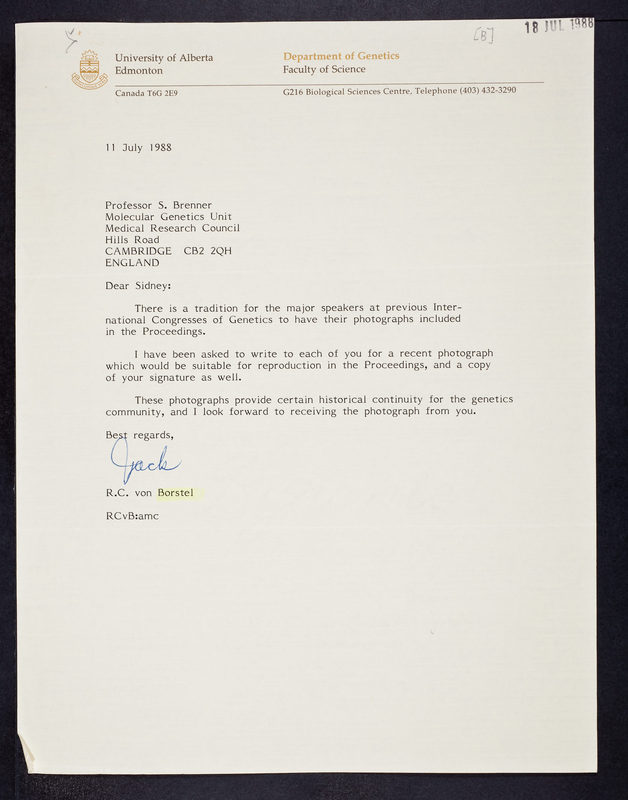 [B]
18 JUL 1988
University of Alberta
Edmonton
Canada T6G 2E9
Department of Genetics
Faculty of Science
G216 Biological Sciences Centre, Telephone (403) 432-3290
11 July 1988
Professor S. Brenner
Molecular Genetics Unit
Medical Research Council
Hills Road
CAMBRIDGE CB2 2QH
ENGLAND
Dear Sidney:
There is a tradition for the major speakers at previous Inter-
national Congresses of Genetics to have their photographs included
in the Proceedings.
I have been asked to write to each of you for a recent photograph
which would be suitable for reproduction in the Proceedings, and a copy
of your signature as well.
These photographs provide certain historical continuity for the genetics
community, and I look forward to receiving the photograph from you.
Best regards,
Jack
R.C. von Borstel
RCvB:amc